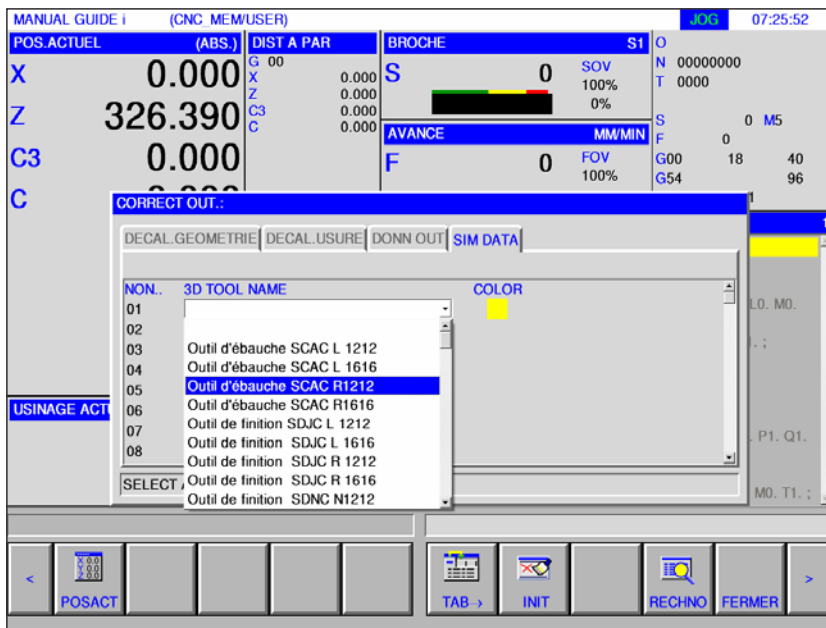 MANUAL GUIDE i (CNC_MEM/USER) JOG 07:25:52
POS.ACTUEL (ABS.) DIST A PAR BROCHE S1 O
G 00
N 00000000
X 0.000 X 0.000 S 0 SOV 100% T 0000
Z 0.000 0%
Z 326.390 C3 0.000
C 0.000
S 0 M5
AVANCE MM/MIN F 0
C3 0.000 F 0 FOV 100% G00 18 40
G54 96
C
CORRECT OUT.:
DECAL.GEOMETRIE DECAL.USURE DONN OUT SIM DATA
NON.. 3D TOOL NAME COLOR
01
02
03 Outil d'ébauche SCAC L 1212
04 Outil d'ébauche SCAC L 1616
05 Outil d'ébauche SCAC R1212
06 Outil d'ébauche SCAC R1616
07 Outil de finition SDJC L 1212
08 Outil de finition SDJC L 1616
Outil de finition SDJC R 1212
Outil de finition SDJC R 1616
Outil de finition SDNC N1212
SELECT
USINAGE ACT
L0. M0.
. ;
. P1. Q1.
M0. T1. ;
< POSACT TAB→ INIT RECHNO FERMER >